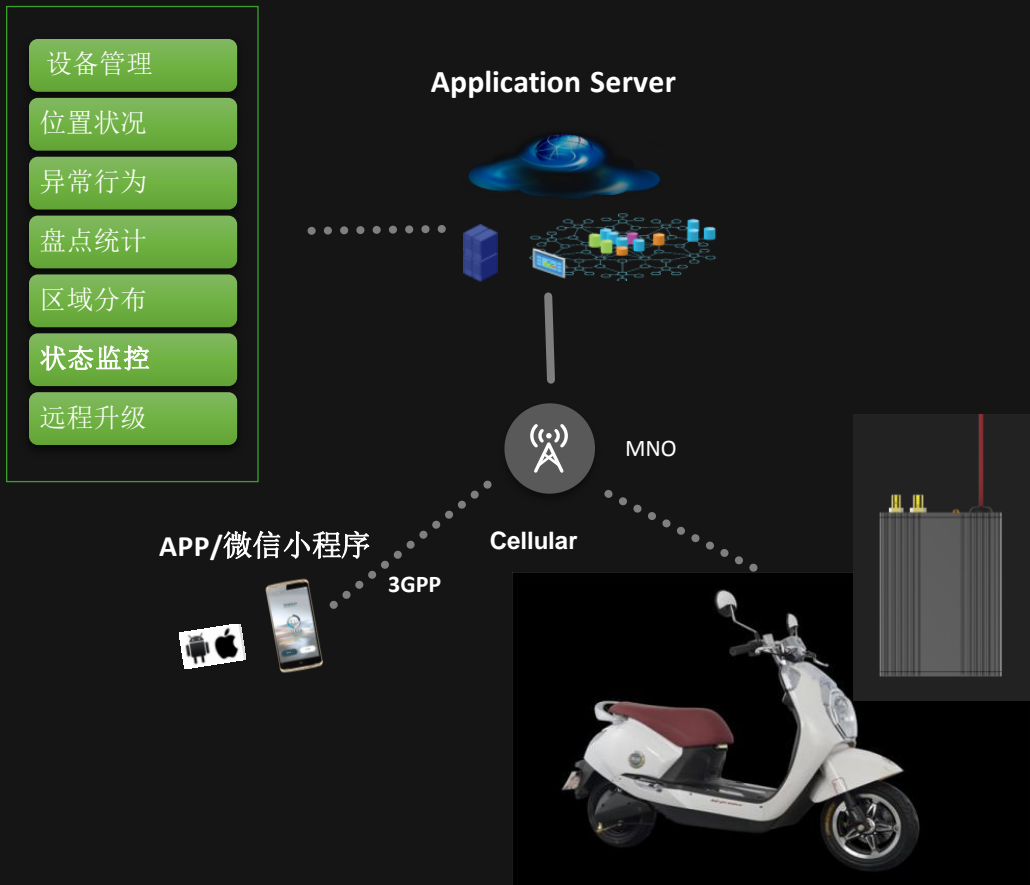 设备管理
位置状况
异常行为
盘点统计
区域分布
状态监控
远程升级
Application Server
MNO
Cellular
APP/微信小程序
3GPP